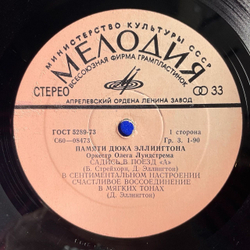 МИНИСТЕРСТВО КУЛЬТУРЫ СССР
МЕЛОДИЯ
ВСЕСОЮЗНАЯ ФИРМА ГРАМПЛАСТИНОК
СТЕРЕО
33
АПРЕЛЕВСКИЙ ОРДЕНА ЛЕНИНА ЗАВОД
ГОСТ 5289-73
1 сторона
С60—08473
Гр. 3. 1-90
ПАМЯТИ ДЮКА ЭЛЛИНГТОНА
Оркестр Олега Лундстрема
САДИСЬ В ПОЕЗД «А»
(Б. Стрейхорн, Д. Эллингтон)
В СЕНТИМЕНТАЛЬНОМ НАСТРОЕНИИ
СЧАСТЛИВОЕ ВОССОЕДИНЕНИЕ
В МЯГКИХ ТОНАХ
(Д. Эллингтон)